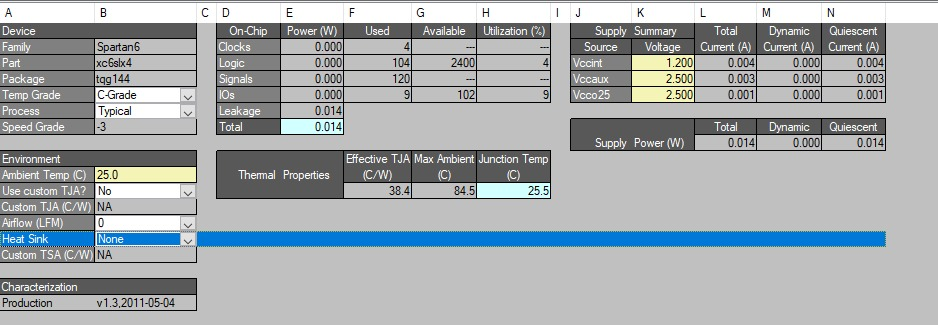 A B C D E F G H I J K L M N
Device On-Chip Power (W) Used Available Utilization (%) Supply Summary Total Dynamic Quiescent
Family Spartan6 Clocks 0.000 4 --- --- Source Voltage Current (A) Current (A) Current (A)
Part xc6slx4 Logic 0.000 104 2400 4 Vccint 1.200 0.004 0.000 0.004
Package tqg144 Signals 0.000 120 --- --- Vccaux 2.500 0.003 0.000 0.003
Temp Grade C-Grade IOs 0.000 9 102 9 Vcco25 2.500 0.001 0.000 0.001
Process Typical Leakage 0.014
Speed Grade -3 Total 0.014 Total Dynamic Quiescent
Supply Power (W) 0.014 0.000 0.014
Environment Effective TJA Max Ambient Junction Temp
Ambient Temp (C) 25.0 Thermal Properties (C/W) (C) (C)
Use custom TJA? No 38.4 84.5 25.5
Custom TJA (C/W) NA
Airflow (LFM) 0
Heat Sink None
Custom TSA (C/W) NA
Characterization
Production v1.3,2011-05-04